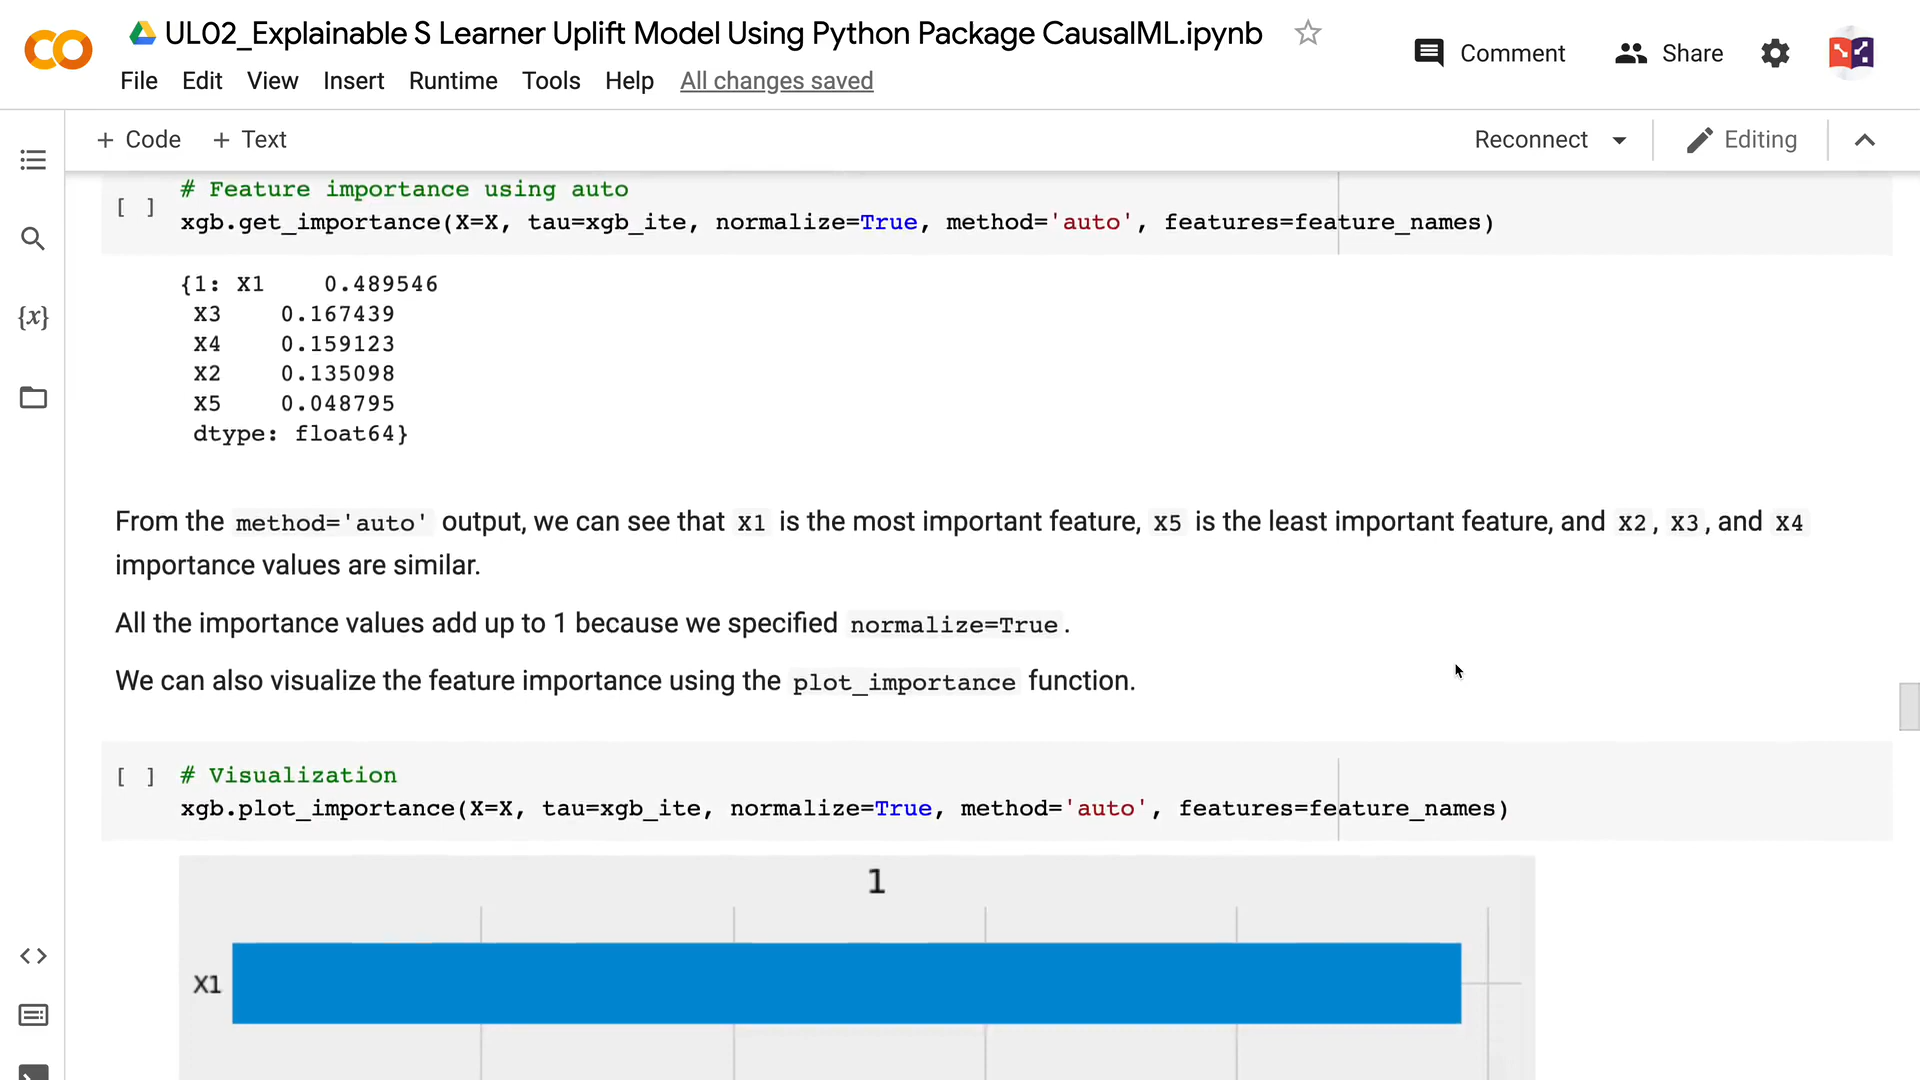 UL02_Explainable S Learner Uplift Model Using Python Package CausalML.ipynb
File Edit View Insert Runtime Tools Help All changes saved
Comment Share
+ Code + Text
Reconnect Editing
# Feature importance using auto
[ ] xgb.get_importance(X=X, tau=xgb_ite, normalize=True, method='auto', features=feature_names)
{1: X1    0.489546
X3    0.167439
X4    0.159123
X2    0.135098
X5    0.048795
dtype: float64}
From the method='auto' output, we can see that X1 is the most important feature, X5 is the least important feature, and X2, X3, and X4
importance values are similar.
All the importance values add up to 1 because we specified normalize=True.
We can also visualize the feature importance using the plot_importance function.
[ ] # Visualization
xgb.plot_importance(X=X, tau=xgb_ite, normalize=True, method='auto', features=feature_names)
1
X1